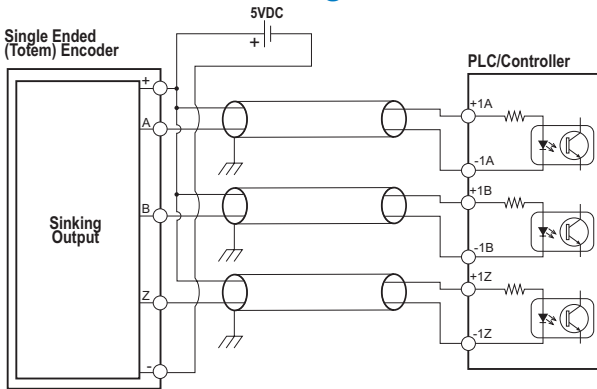 5VDC
+
Single Ended
(Totem) Encoder
PLC/Controller
+
A
B
Z
-
Sinking
Output
+1A
-1A
+1B
-1B
+1Z
-1Z